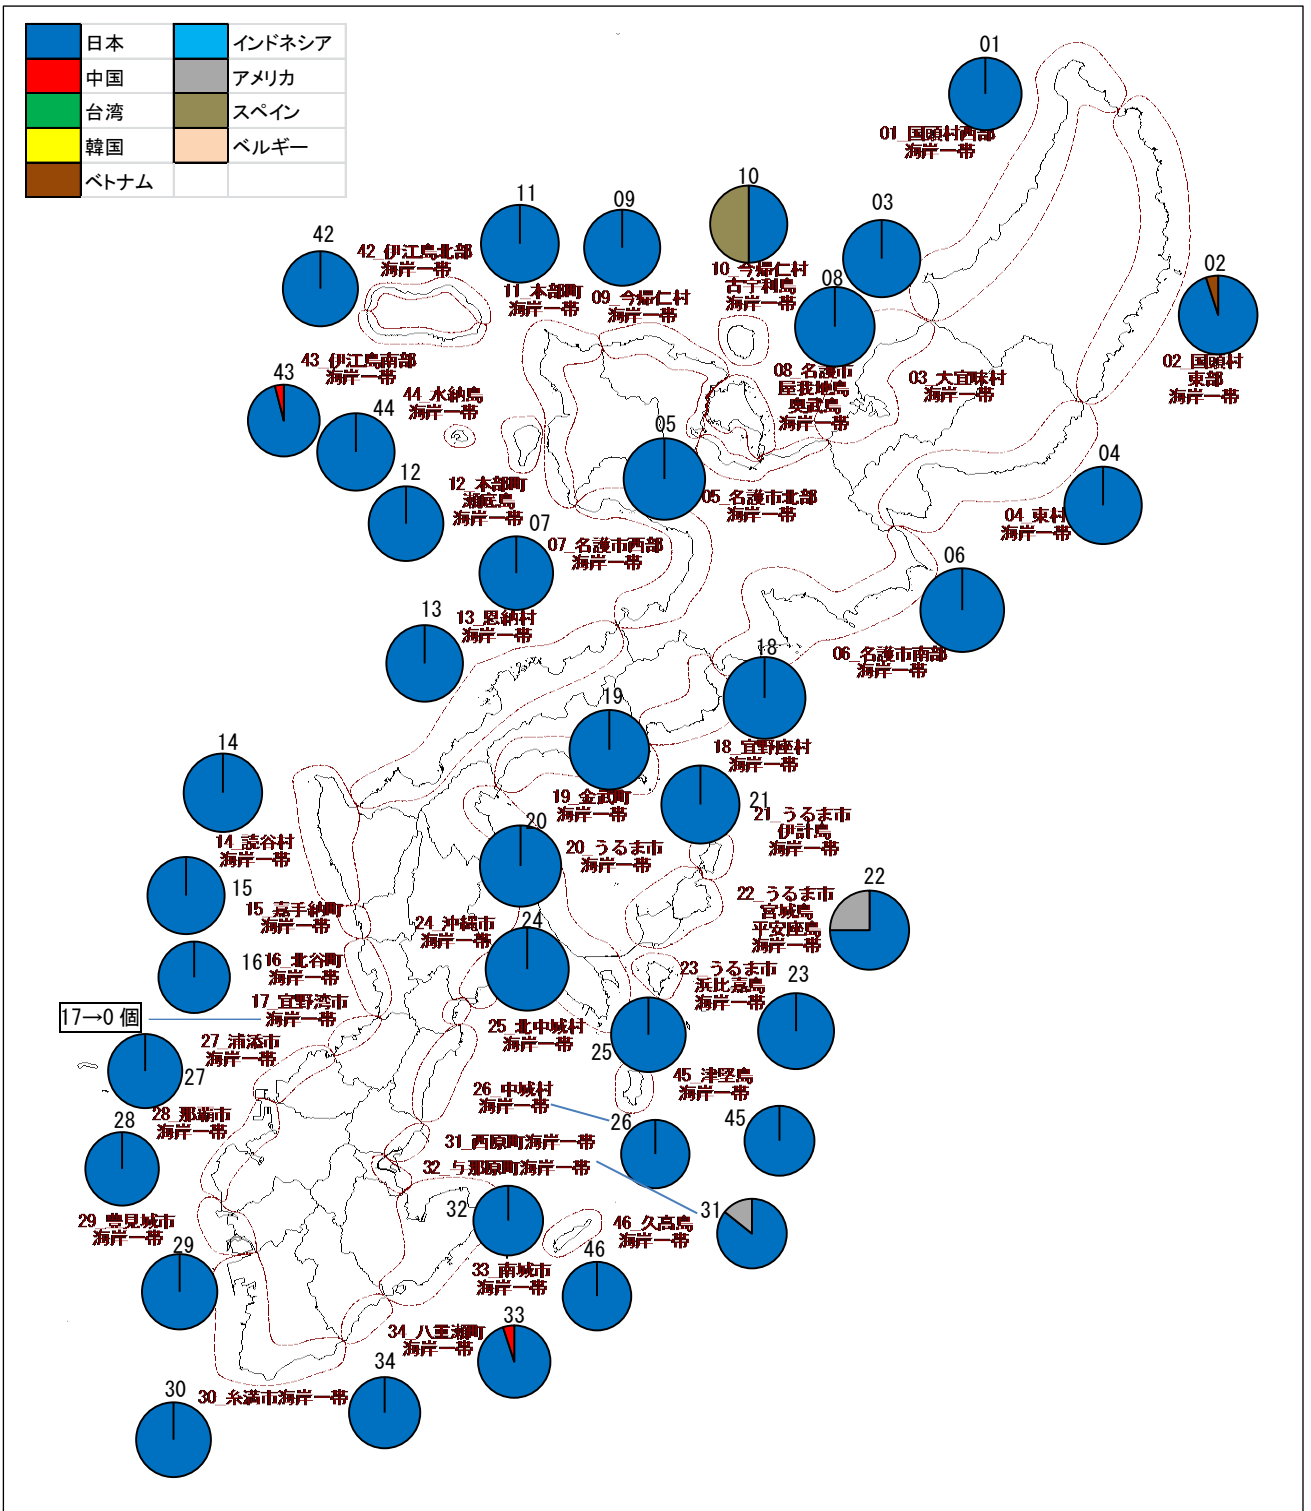 日本
インドネシア
中国
アメリカ
台湾
スペイン
韓国
ベルギー
ベトナム
01
01_国頭村西部
海岸一帯
10
03
11
09
42
42_伊江島北部
海岸一帯
11_本部町
海岸一帯
09_今帰仁村
海岸一帯
10_今帰仁村
古宇利島
海岸一帯
08
02
02_国頭村
東部
海岸一帯
43_伊江島南部
海岸一帯
43
44_水納島
海岸一帯
44
08_名護市
屋我地島
奥武島
海岸一帯
03_大宜味村
海岸一帯
05
05_名護市北部
海岸一帯
04
04_東村
海岸一帯
12
12_本部町
瀬底島
海岸一帯
07
07_名護市西部
海岸一帯
06
06_名護市南部
海岸一帯
13
13_恩納村
海岸一帯
18
18_宜野座村
海岸一帯
19
19_金武町
海岸一帯
14
14_読谷村
海岸一帯
20
20_うるま市
海岸一帯
21
21_うるま市
伊計島
海岸一帯
15
15_嘉手納町
海岸一帯
22_うるま市
宮城島
平安座島
海岸一帯
22
24_沖縄市
海岸一帯
24
16
16_北谷町
海岸一帯
23_うるま市
浜比嘉島
海岸一帯
23
17→0 個
17_宜野湾市
海岸一帯
25_北中城村
海岸一帯
25
27_浦添市
海岸一帯
27
45_津堅島
海岸一帯
45
26_中城村
海岸一帯
26
28
28_那覇市
海岸一帯
31_西原町海岸一帯
32_与那原町海岸一帯
32
31
29_豊見城市
海岸一帯
29
46_久高島
海岸一帯
46
33_南城市
海岸一帯
33
34_八重瀬町
海岸一帯
34
30
30_糸満市海岸一帯